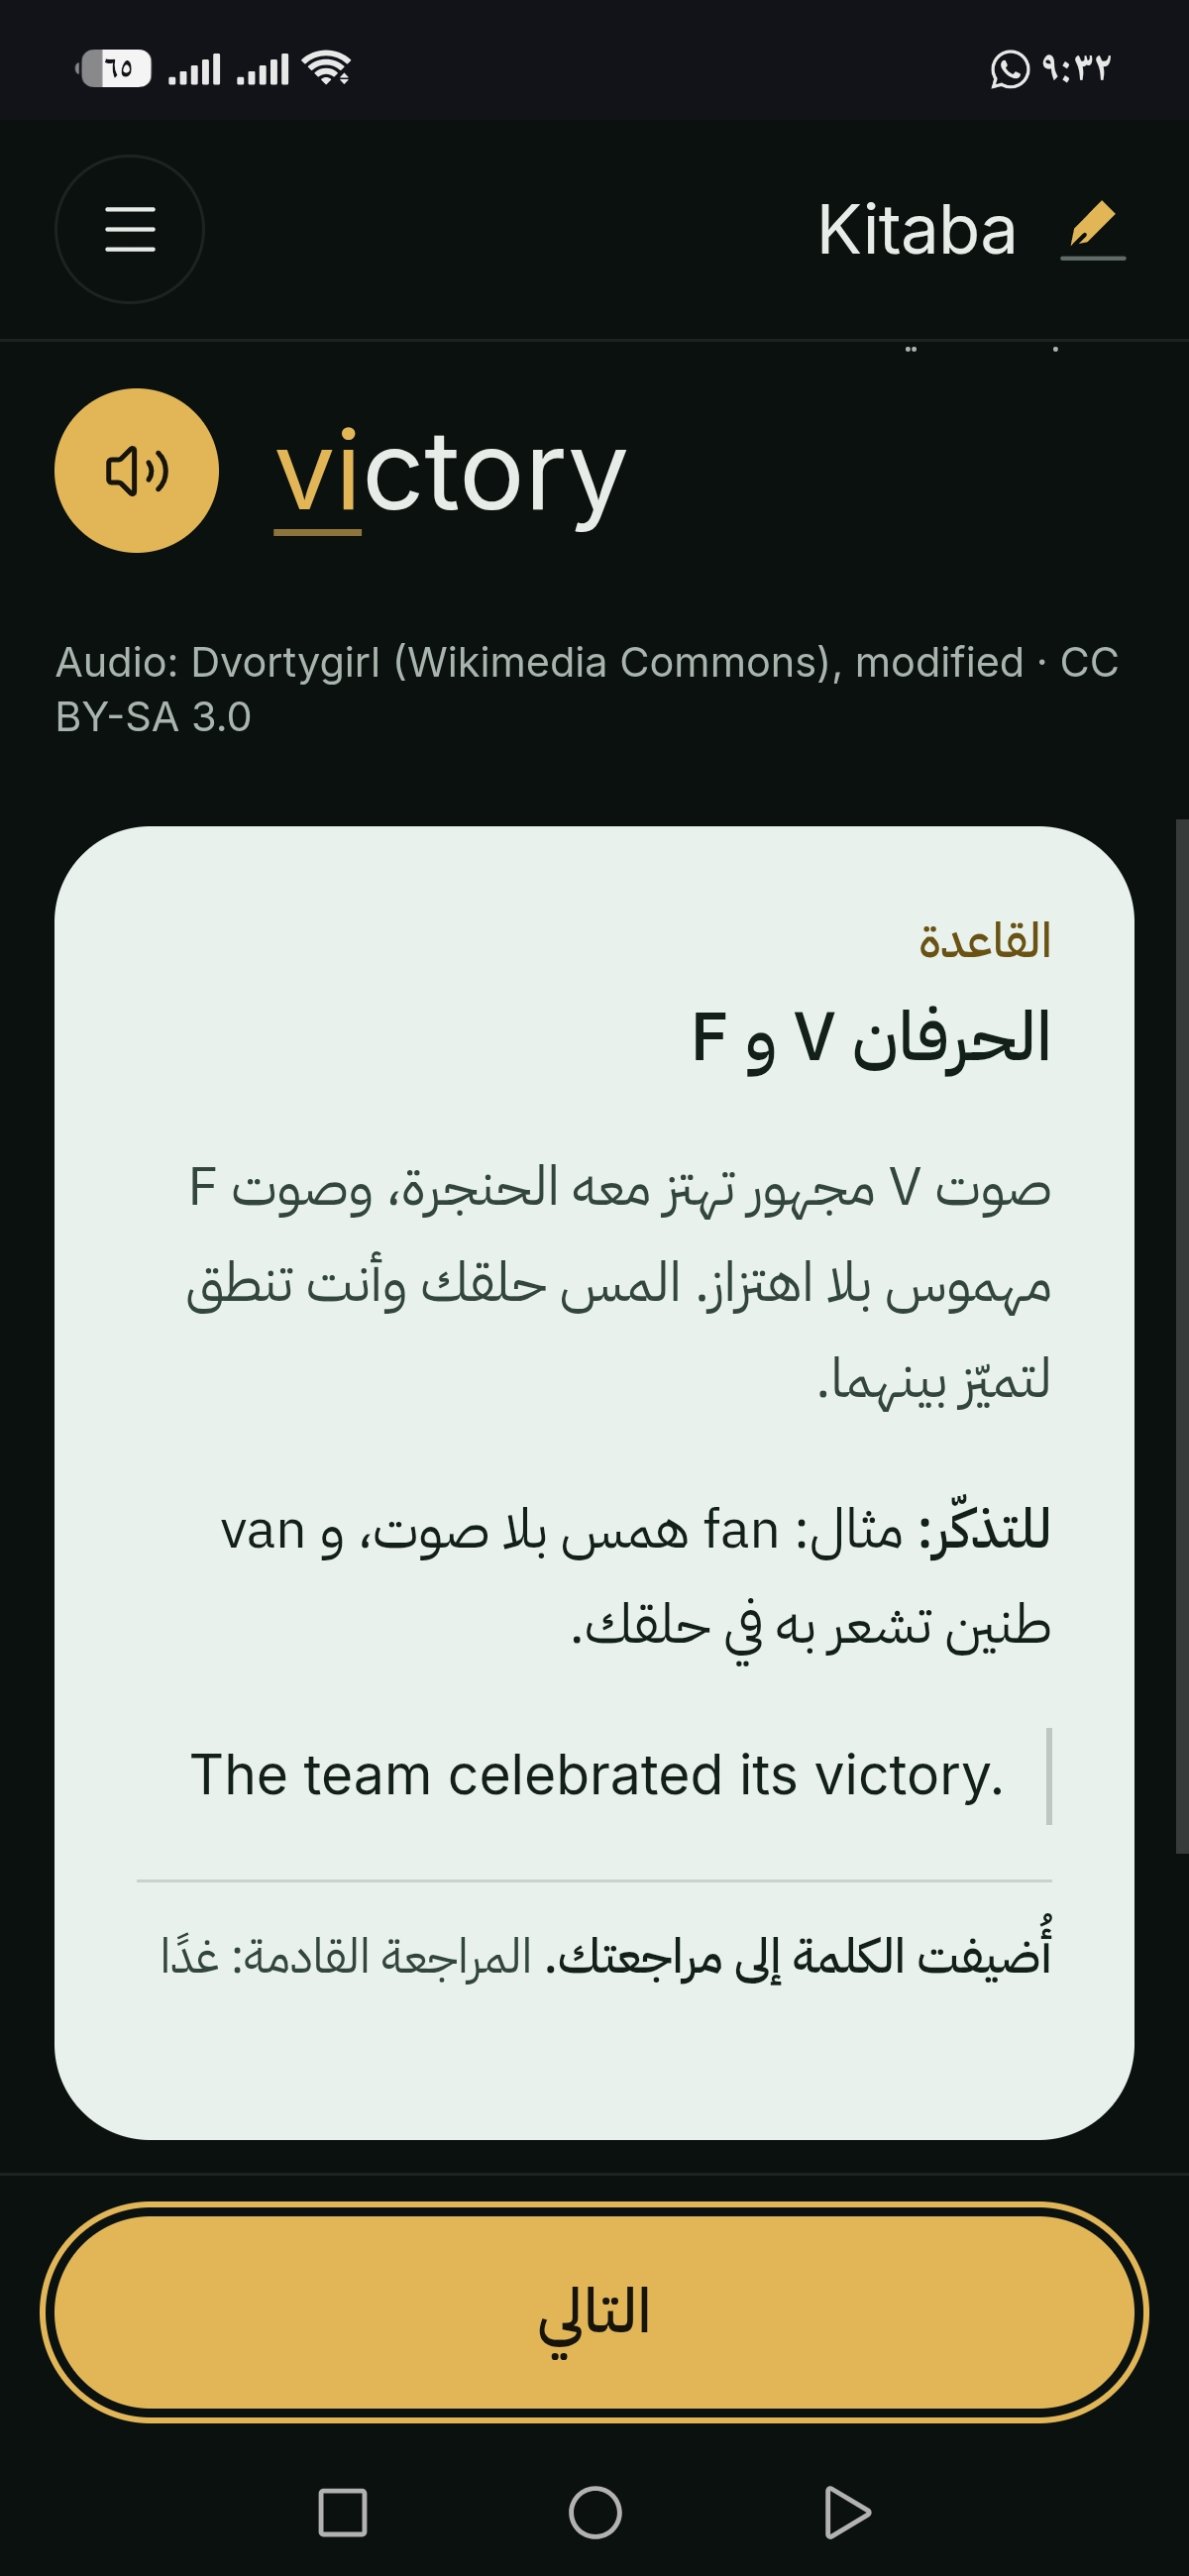 ٩:٣٢
٦٥
Kitaba
victory
Audio: Dvortygirl (Wikimedia Commons), modified · CC
BY-SA 3.0
القاعدة
الحرفان V و F
صوت V مجهور تهتز معه الحنجرة، وصوت F
مهموس بلا اهتزاز. المس حلقك وأنت تنطق
لتميّز بينهما.
للتذكّر: مثال: fan همس بلا صوت، و van
طنين تشعر به في حلقك.
The team celebrated its victory.
أُضيفت الكلمة إلى مراجعتك. المراجعة القادمة: غدًا
التالي